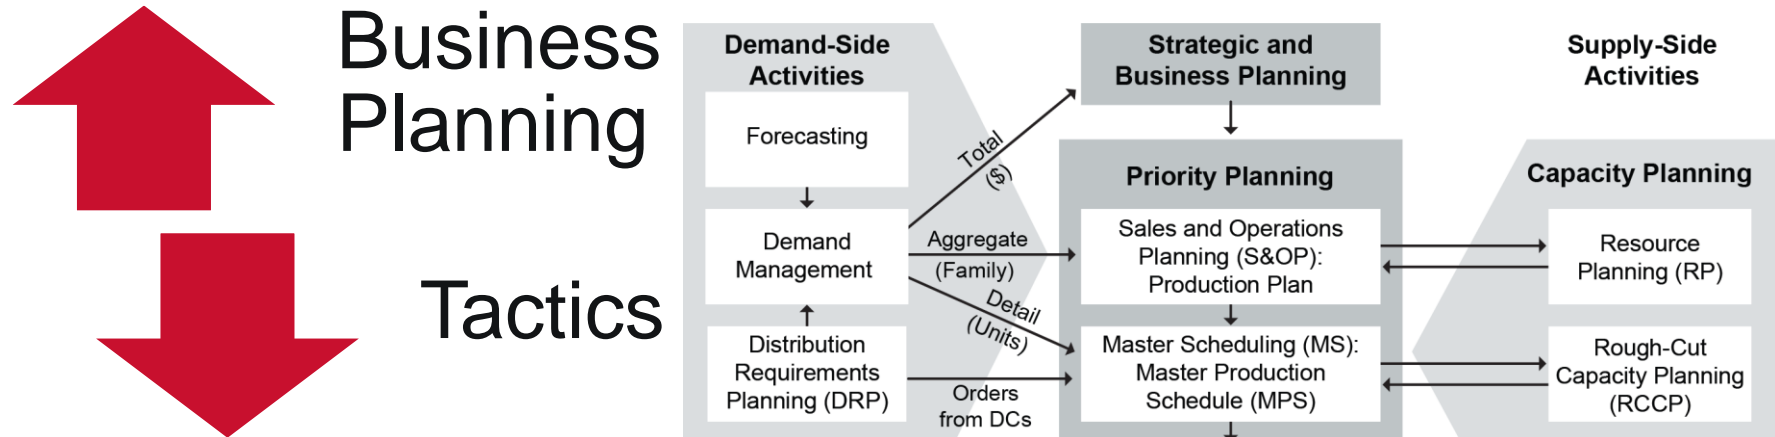 Business
Planning
Tactics
Demand-Side
Activities
Forecasting
Demand
Management
Distribution
Requirements
Planning (DRP)
Total
($)
Aggregate
(Family)
Detail
(Units)
Orders
from DCs
Strategic and
Business Planning
Priority Planning
Sales and Operations
Planning (S&OP):
Production Plan
Master Scheduling (MS):
Master Production
Schedule (MPS)
Supply-Side
Activities
Capacity Planning
Resource
Planning (RP)
Rough-Cut
Capacity Planning
(RCCP)